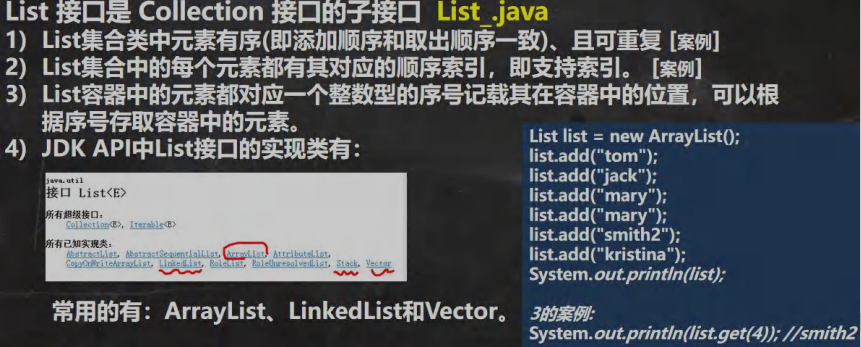 List 接口是 Collection 接口的子接口 List_.java
1) List集合类中元素有序(即添加顺序和取出顺序一致)、且可重复 [案例]
2) List集合中的每个元素都有其对应的顺序索引，即支持索引。 [案例]
3) List容器中的元素都对应一个整数型的序号记载其在容器中的位置，可以根
据序号存取容器中的元素。
4) JDK API中List接口的实现类有：
java.util
接口 List<E>
所有超级接口：
Collection<E>, Iterable<E>
所有已知实现类：
AbstractList, AbstractSequentialList, ArrayList, AttributeList,
CopyOnWriteArrayList, LinkedList, RoleList, RoleUnresolvedList, Stack, Vector
常用的有：ArrayList、LinkedList和Vector。
List list = new ArrayList();
list.add("tom");
list.add("jack");
list.add("mary");
list.add("mary");
list.add("smith2");
list.add("kristina");
System.out.println(list);
3的案例:
System.out.println(list.get(4)); //smith2